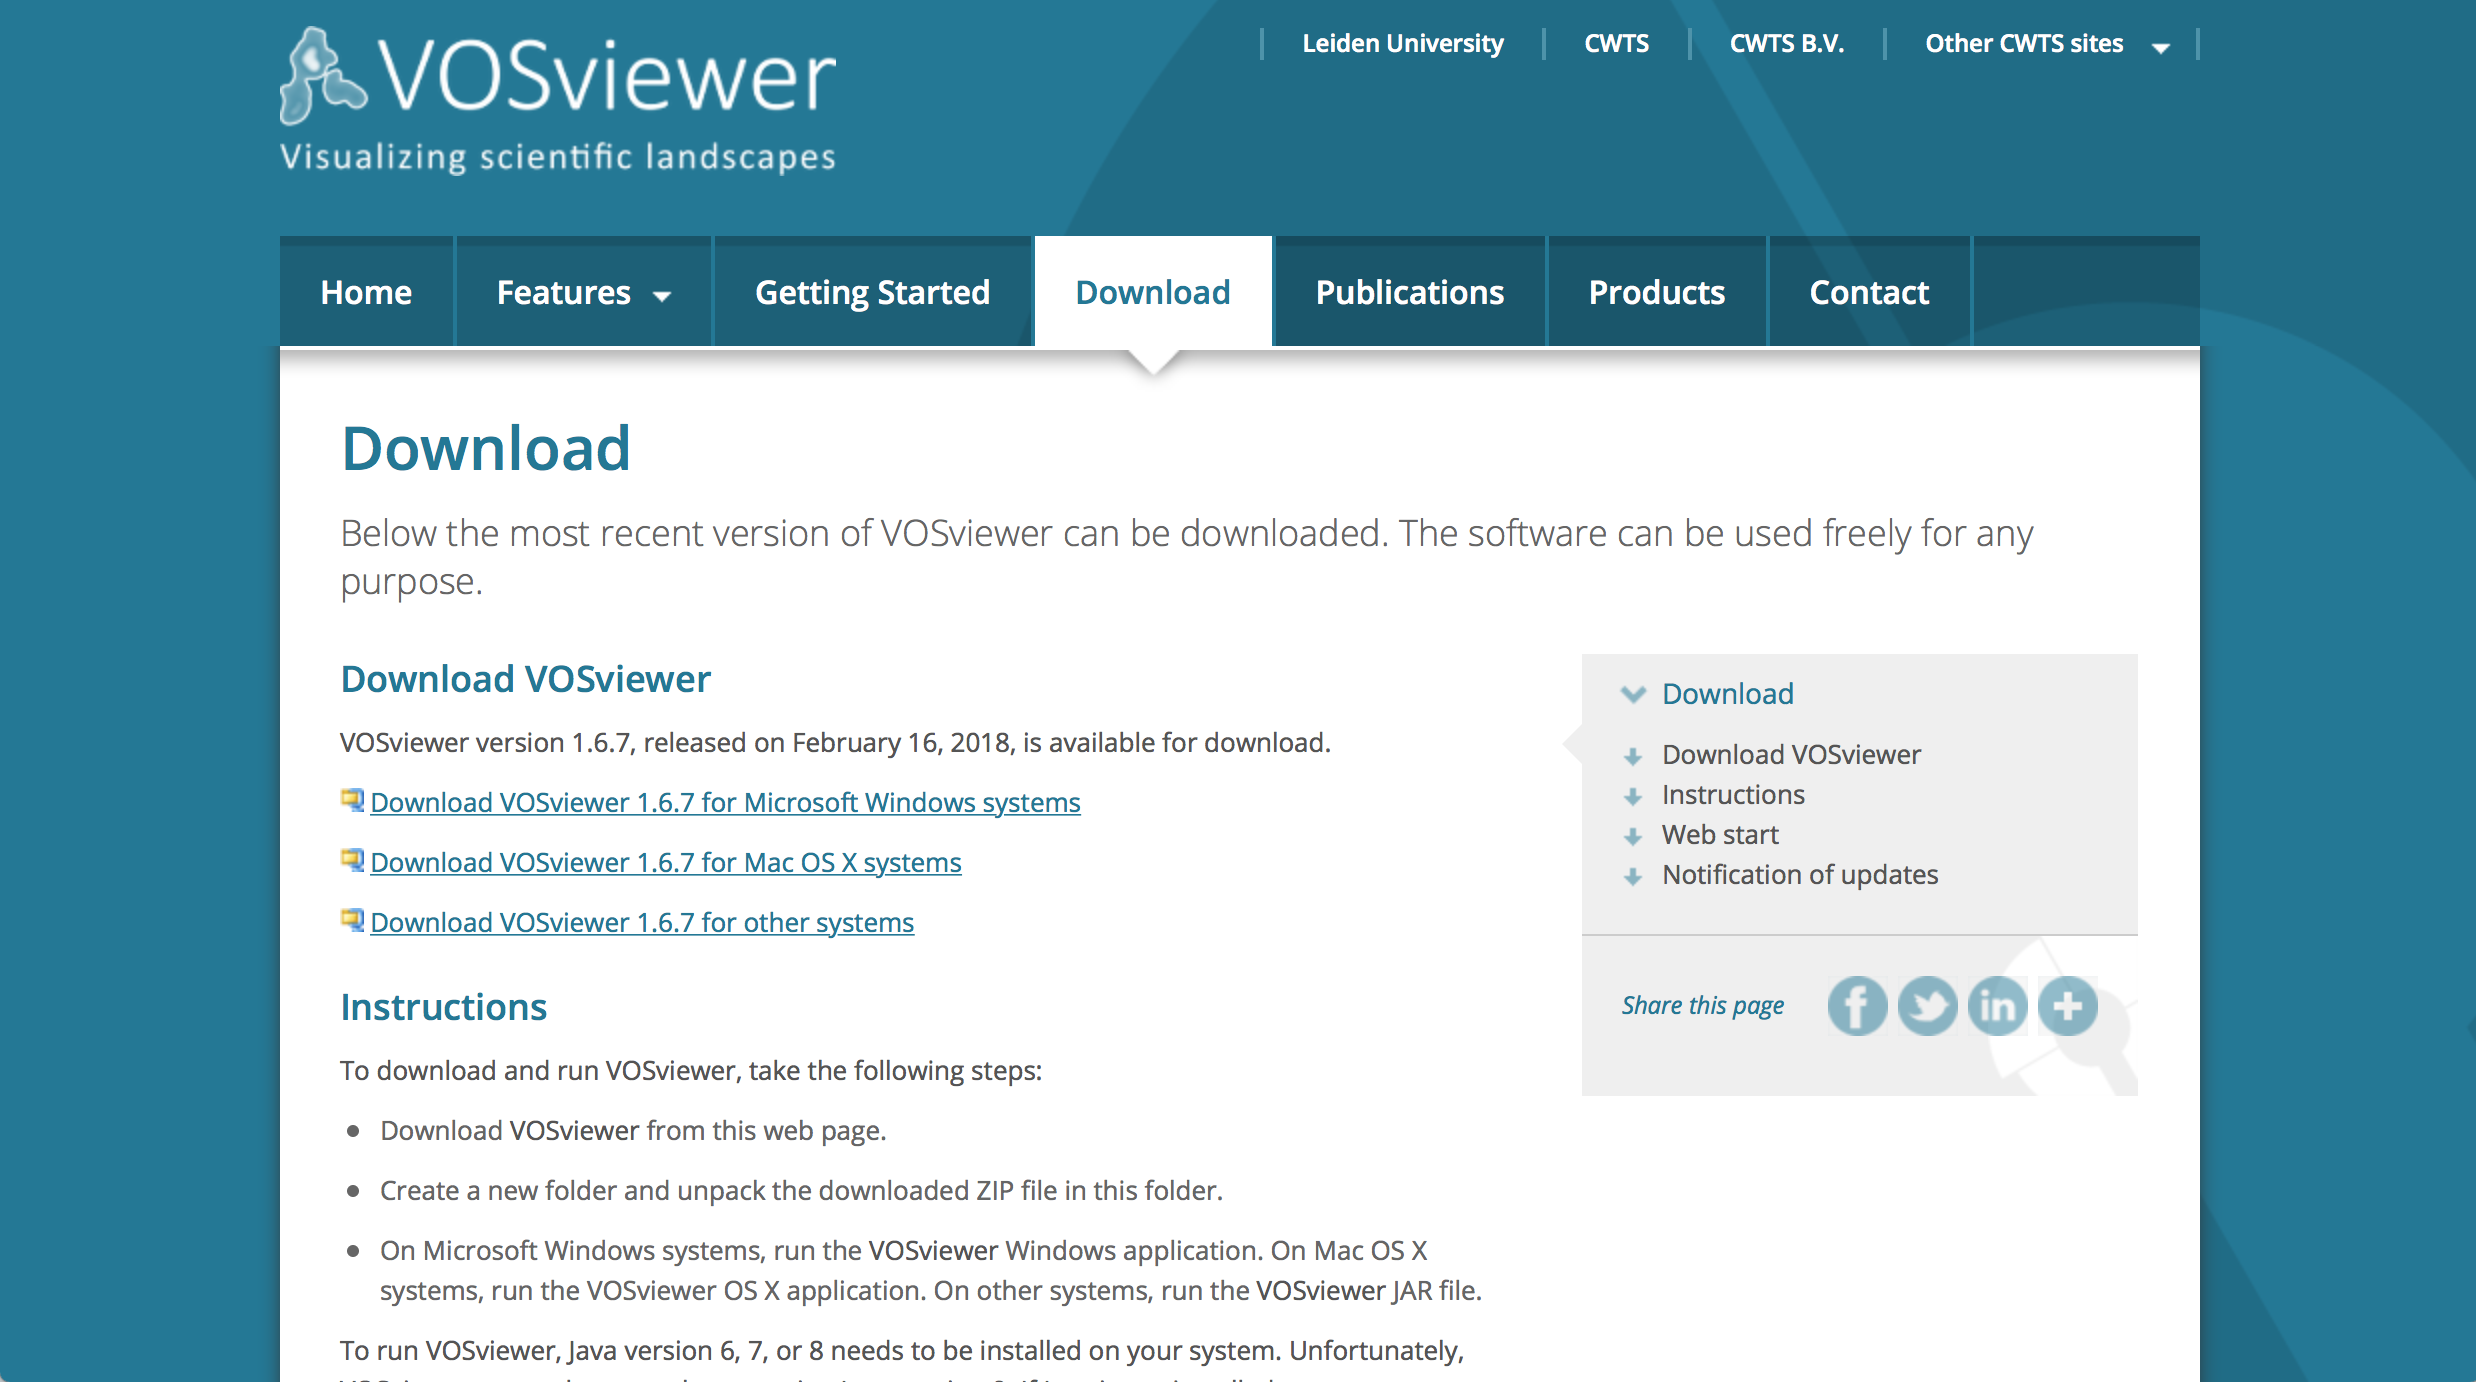 VOSviewer
Visualizing scientific landscapes
Leiden University
CWTS
CWTS B.V.
Other CWTS sites
Home
Features
Getting Started
Download
Publications
Products
Contact
Download
Below the most recent version of VOSviewer can be downloaded. The software can be used freely for any
purpose.
Download VOSviewer
VOSviewer version 1.6.7, released on February 16, 2018, is available for download.
Download VOSviewer 1.6.7 for Microsoft Windows systems
Download VOSviewer 1.6.7 for Mac OS X systems
Download VOSviewer 1.6.7 for other systems
Instructions
To download and run VOSviewer, take the following steps:
Download VOSviewer from this web page.
Create a new folder and unpack the downloaded ZIP file in this folder.
On Microsoft Windows systems, run the VOSviewer Windows application. On Mac OS X
systems, run the VOSviewer OS X application. On other systems, run the VOSviewer JAR file.
To run VOSviewer, Java version 6, 7, or 8 needs to be installed on your system. Unfortunately,
Download
Download VOSviewer
Instructions
Web start
Notification of updates
Share this page